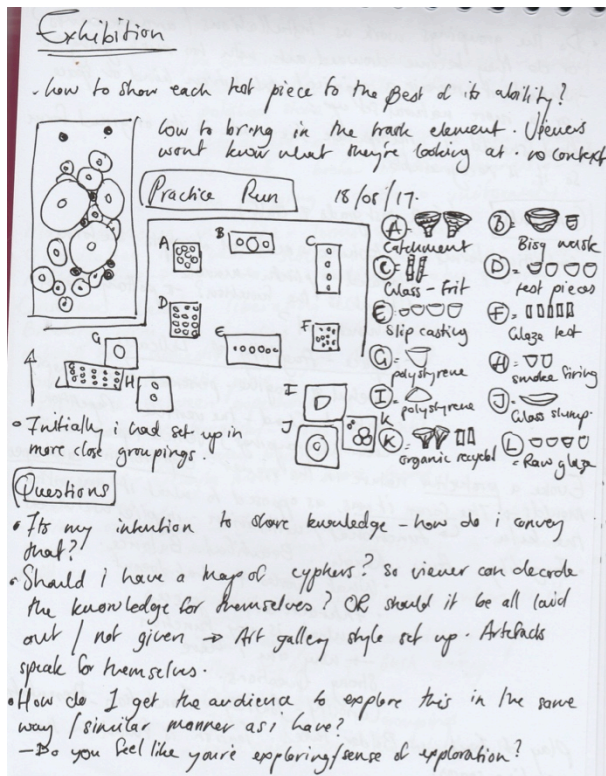 Exhibition
- how to show each test piece to the best of its ability?
how to bring in the trash element. Viewers
wont know what they're looking at. no context
Practice Run 18/05/17.
A B C
D E F
G H
I J K
L
A = Catchment
B = Bisq waisk
C = Glass - frit
D = test pieces
E = Slip casting
F = Glaze test
G = polystyrene
H = smoke firing
I = polystyrene
J = Glass slump.
K = organic recycled
L = Raw glaze
• Initially i had set up in
more close groupings.
Questions
• Its my intention to share knowledge - how do i convey
that?
• Should i have a map of cyphers? So viewer can decode
the knowledge for themselves? OR should it be all laid
out / not given → Art gallery style set up. Artefacts
speak for themselves.
• How do I get the audience to explore this in the same
way / similar manner as i have?
- Do you feel like you're exploring/sense of exploration?